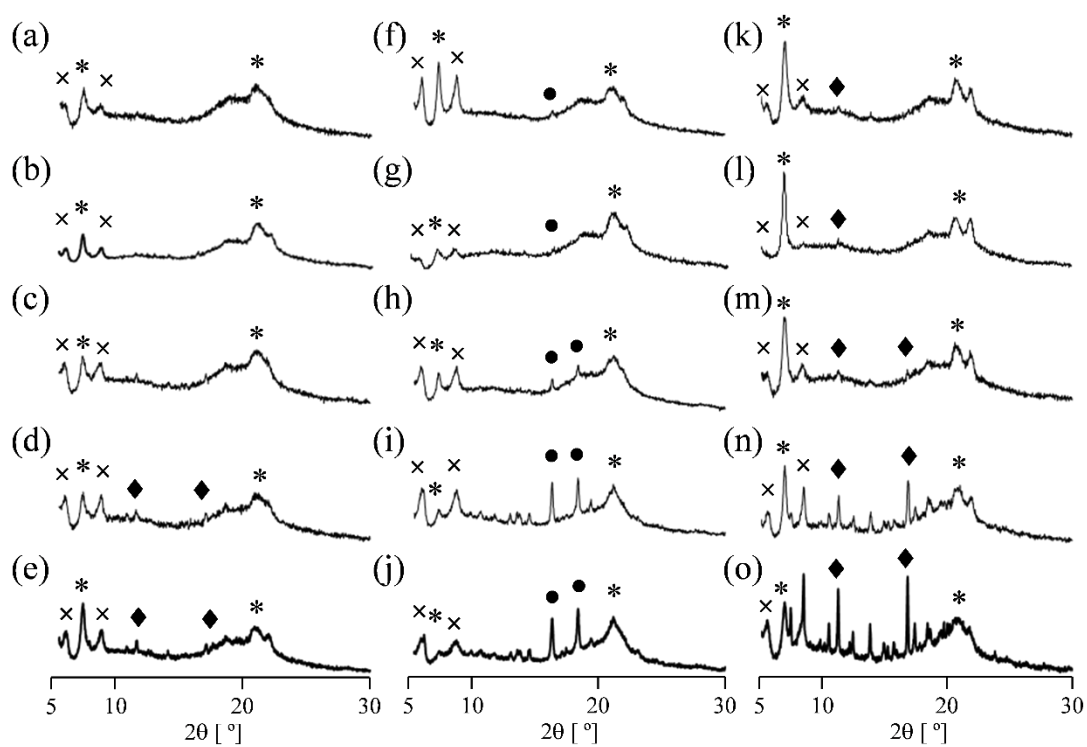 (a) (f) (k)
(b) (g) (l)
(c) (h) (m)
(d) (i) (n)
(e) (j) (o)
5 10 20 30 5 10 20 30 5 10 20 30
2θ [ º] 2θ [ º] 2θ [ º]